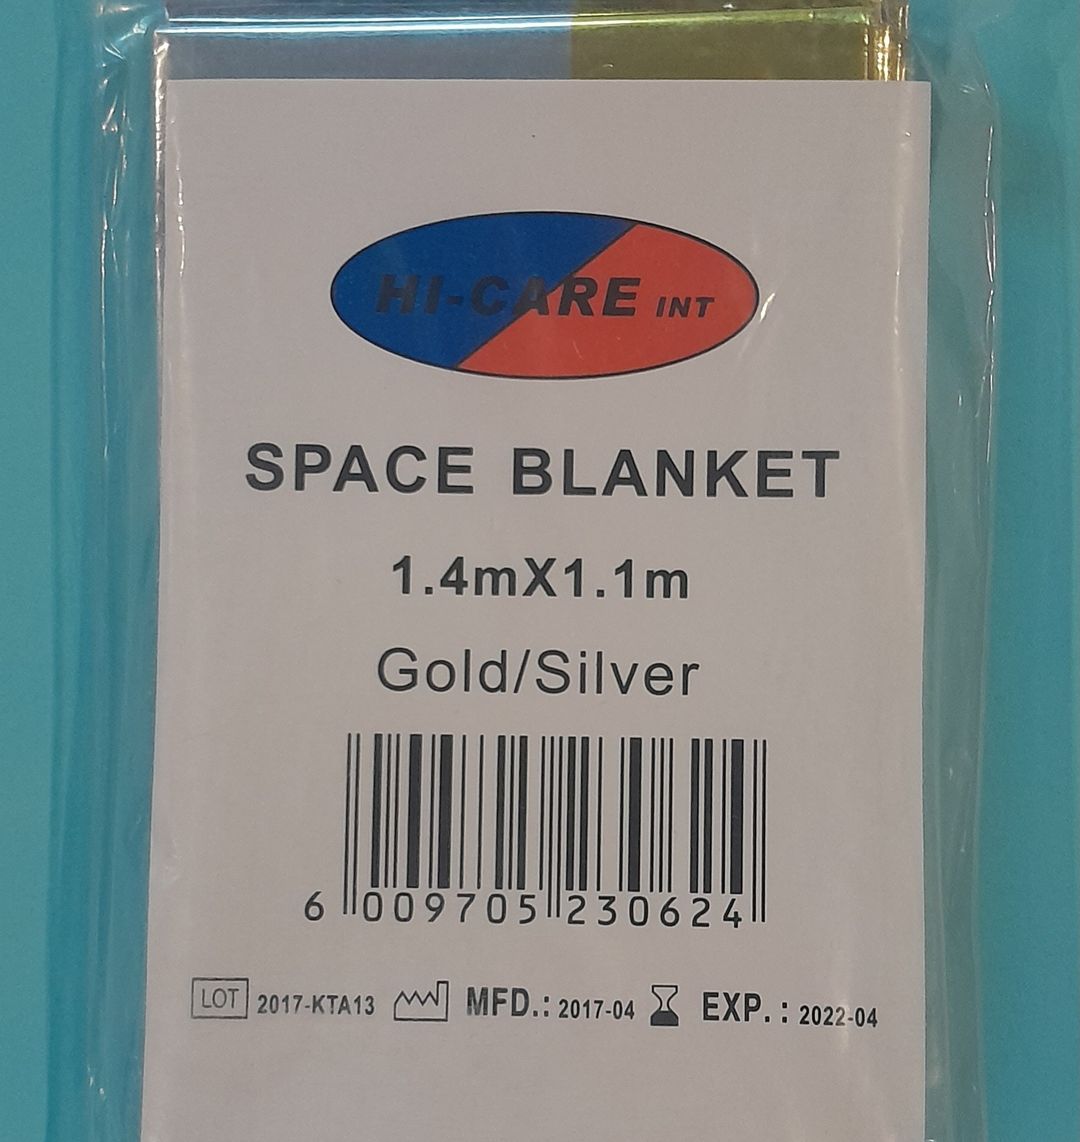 HI-CARE INT
SPACE BLANKET
1.4mX1.1m
Gold/Silver
6 009705 230624
LOT 2017-KTA13 MFD.: 2017-04 EXP. : 2022-04